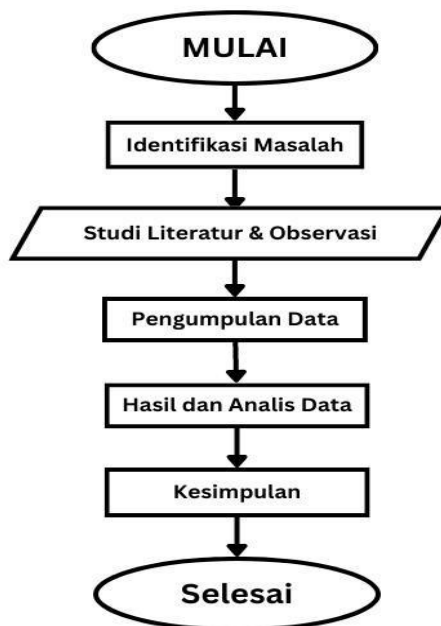 MULAI
Identifikasi Masalah
Studi Literatur & Observasi
Pengumpulan Data
Hasil dan Analis Data
Kesimpulan
Selesai